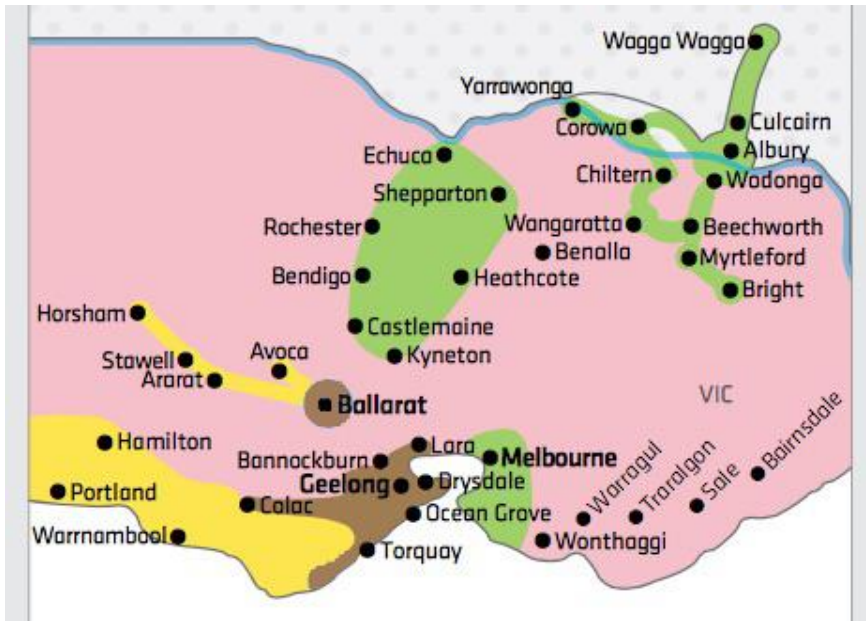 Wagga Wagga
Yarrawonga
Corowa
Culcairn
Albury
Echuca
Chiltern
Wodonga
Shepparton
Rochester
Wangaratta
Beechworth
Benalla
Myrtleford
Bendigo
Heathcote
Bright
Horsham
Castlemaine
Avoca
Kyneton
Stawell
Ararat
VIC
Ballarat
Hamilton
Lara
Bannockburn
Melbourne
Bairnsdale
Geelong
Drysdale
Portland
Warragul
Traralgon
Sale
Colac
Ocean Grove
Warrnambool
Torquay
Wonthaggi